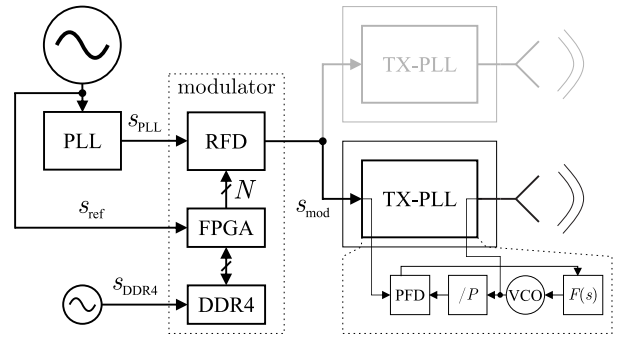 TX-PLL
modulator
s_PLL
PLL
RFD
N
TX-PLL
s_ref
s_mod
FPGA
s_DDR4
DDR4
PFD
/P
VCO
F(s)